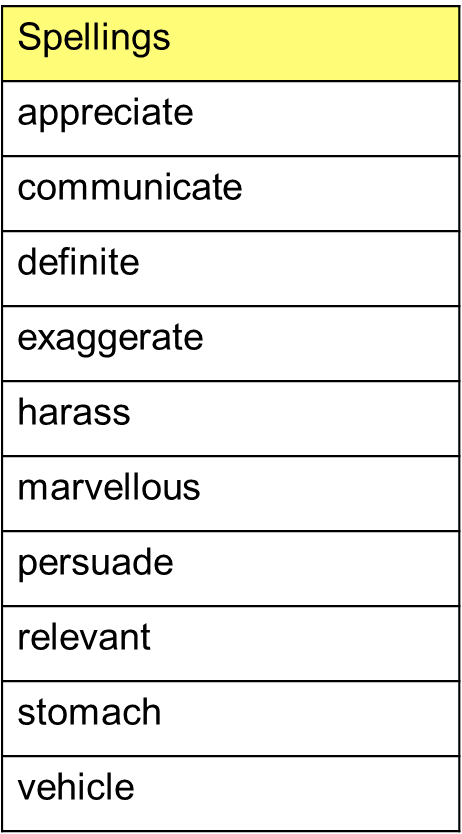 Spellings
appreciate
communicate
definite
exaggerate
harass
marvellous
persuade
relevant
stomach
vehicle